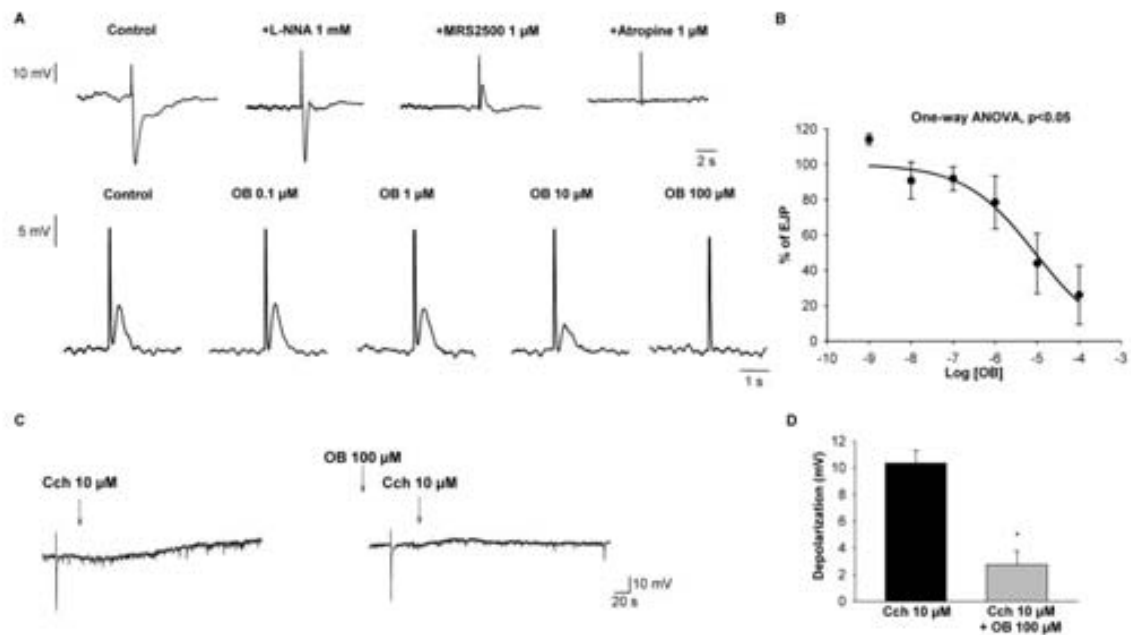 A
Control +L-NNA 1 mM +MRS2500 1 µM +Atropine 1 µM
10 mV
2 s
Control OB 0.1 µM OB 1 µM OB 10 µM OB 100 µM
5 mV
1 s
B
One-way ANOVA, p<0.05
% of EJP
120
100
80
60
40
20
0
-10 -9 -8 -7 -6 -5 -4 -3
Log [OB]
C
Cch 10 µM
OB 100 µM
Cch 10 µM
10 mV
20 s
D
Depolarization (mV)
12
10
8
6
4
2
0
*
Cch 10 µM
Cch 10 µM
+ OB 100 µM